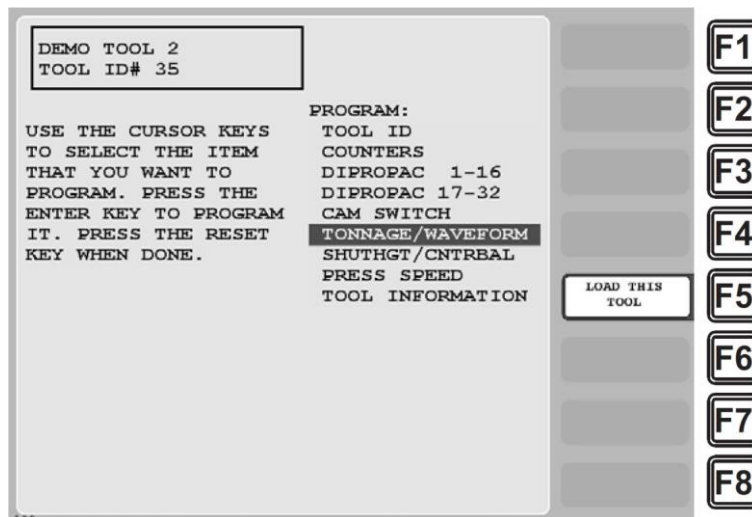 DEMO TOOL 2
TOOL ID# 35
USE THE CURSOR KEYS
TO SELECT THE ITEM
THAT YOU WANT TO
PROGRAM. PRESS THE
ENTER KEY TO PROGRAM
IT. PRESS THE RESET
KEY WHEN DONE.
PROGRAM:
TOOL ID
COUNTERS
DIPROPAC 1-16
DIPROPAC 17-32
CAM SWITCH
TONNAGE/WAVEFORM
SHUTHGT/CNTRBAL
PRESS SPEED
TOOL INFORMATION
LOAD THIS
TOOL
F1
F2
F3
F4
F5
F6
F7
F8